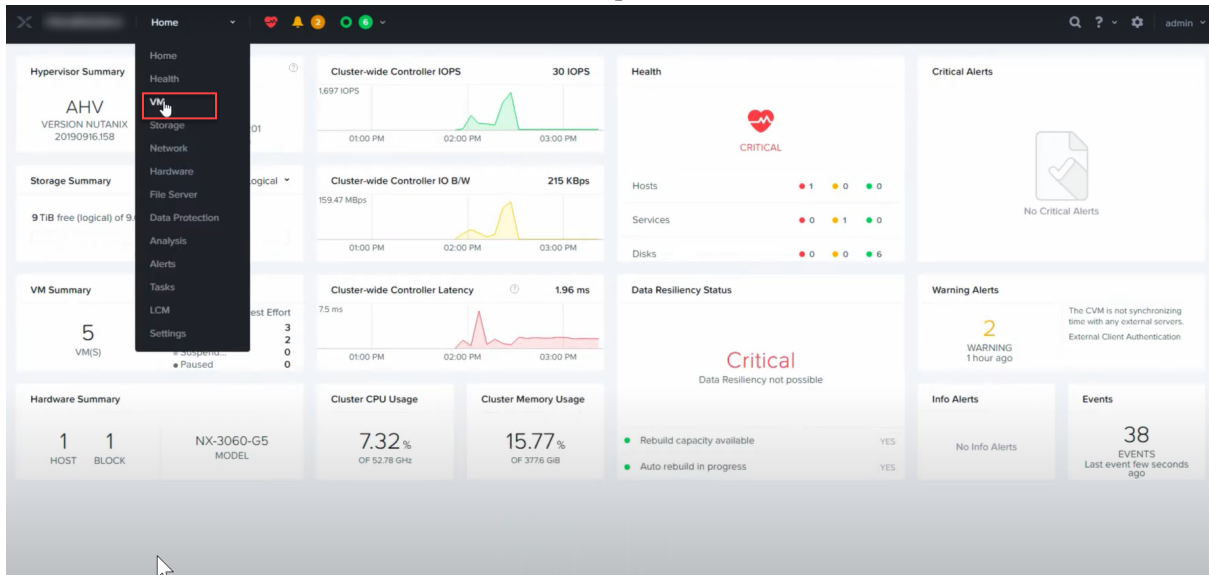 Home
2
6
?
admin
Home
Health
VM
Storage
Network
Hardware
File Server
Data Protection
Analysis
Alerts
Tasks
LCM
Settings
Hypervisor Summary
?
AHV
VERSION NUTANIX
20190916.158
01
Cluster-wide Controller IOPS 30 IOPS
1,697 IOPS
01:00 PM 02:00 PM 03:00 PM
Health
CRITICAL
Hosts 1 0 0
Services 0 1 0
Disks 0 0 6
Critical Alerts
No Critical Alerts
Storage Summary ogical
9 TiB free (logical) of 9.
Cluster-wide Controller IO B/W 215 KBps
159.47 MBps
01:00 PM 02:00 PM 03:00 PM
VM Summary
5
VM(S)
est Effort
3
2
Suspend... 0
Paused 0
Cluster-wide Controller Latency ? 1.96 ms
7.5 ms
01:00 PM 02:00 PM 03:00 PM
Data Resiliency Status
Critical
Data Resiliency not possible
Rebuild capacity available YES
Auto rebuild in progress YES
Warning Alerts
2
WARNING
1 hour ago
The CVM is not synchronizing
time with any external servers.
External Client Authentication
Hardware Summary
1 1 NX-3060-G5
HOST BLOCK MODEL
Cluster CPU Usage
7.32 %
OF 52.78 GHz
Cluster Memory Usage
15.77 %
OF 377.6 GiB
Info Alerts
No Info Alerts
Events
38
EVENTS
Last event few seconds
ago